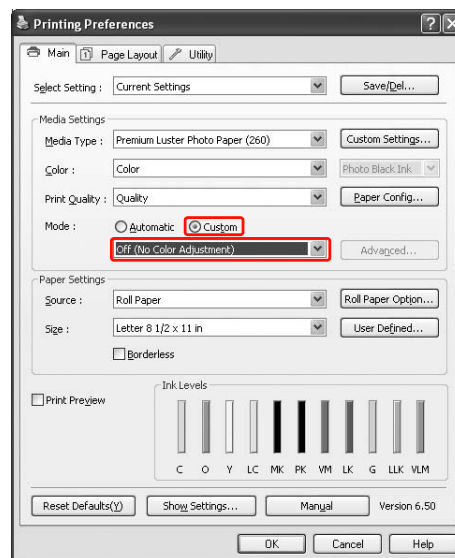 Printing Preferences
Main Page Layout Utility
Select Setting : Current Settings Save/Del...
Media Settings
Media Type : Premium Luster Photo Paper (260) Custom Settings...
Color : Color Photo Black Ink
Print Quality : Quality Paper Config...
Mode : Automatic Custom
Off (No Color Adjustment) Advanced...
Paper Settings
Source : Roll Paper Roll Paper Option...
Size : Letter 8 1/2 x 11 in User Defined...
Borderless
Print Preview
Ink Levels
C O Y LC MK PK VM LK G LLK VLM
Reset Defaults(Y) Show Settings... Manual Version 6.50
OK Cancel Help